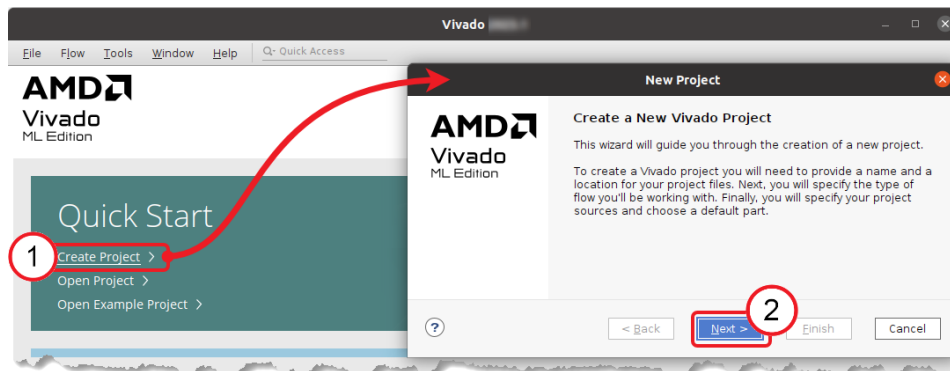 Vivado
File Flow Tools Window Help Q- Quick Access
AMD
Vivado
ML Edition
Quick Start
1
Create Project >
Open Project >
Open Example Project >
New Project
AMD
Vivado
ML Edition
Create a New Vivado Project
This wizard will guide you through the creation of a new project.
To create a Vivado project you will need to provide a name and a
location for your project files. Next, you will specify the type of
flow you'll be working with. Finally, you will specify your project
sources and choose a default part.
2
?
< Back Next > Finish Cancel